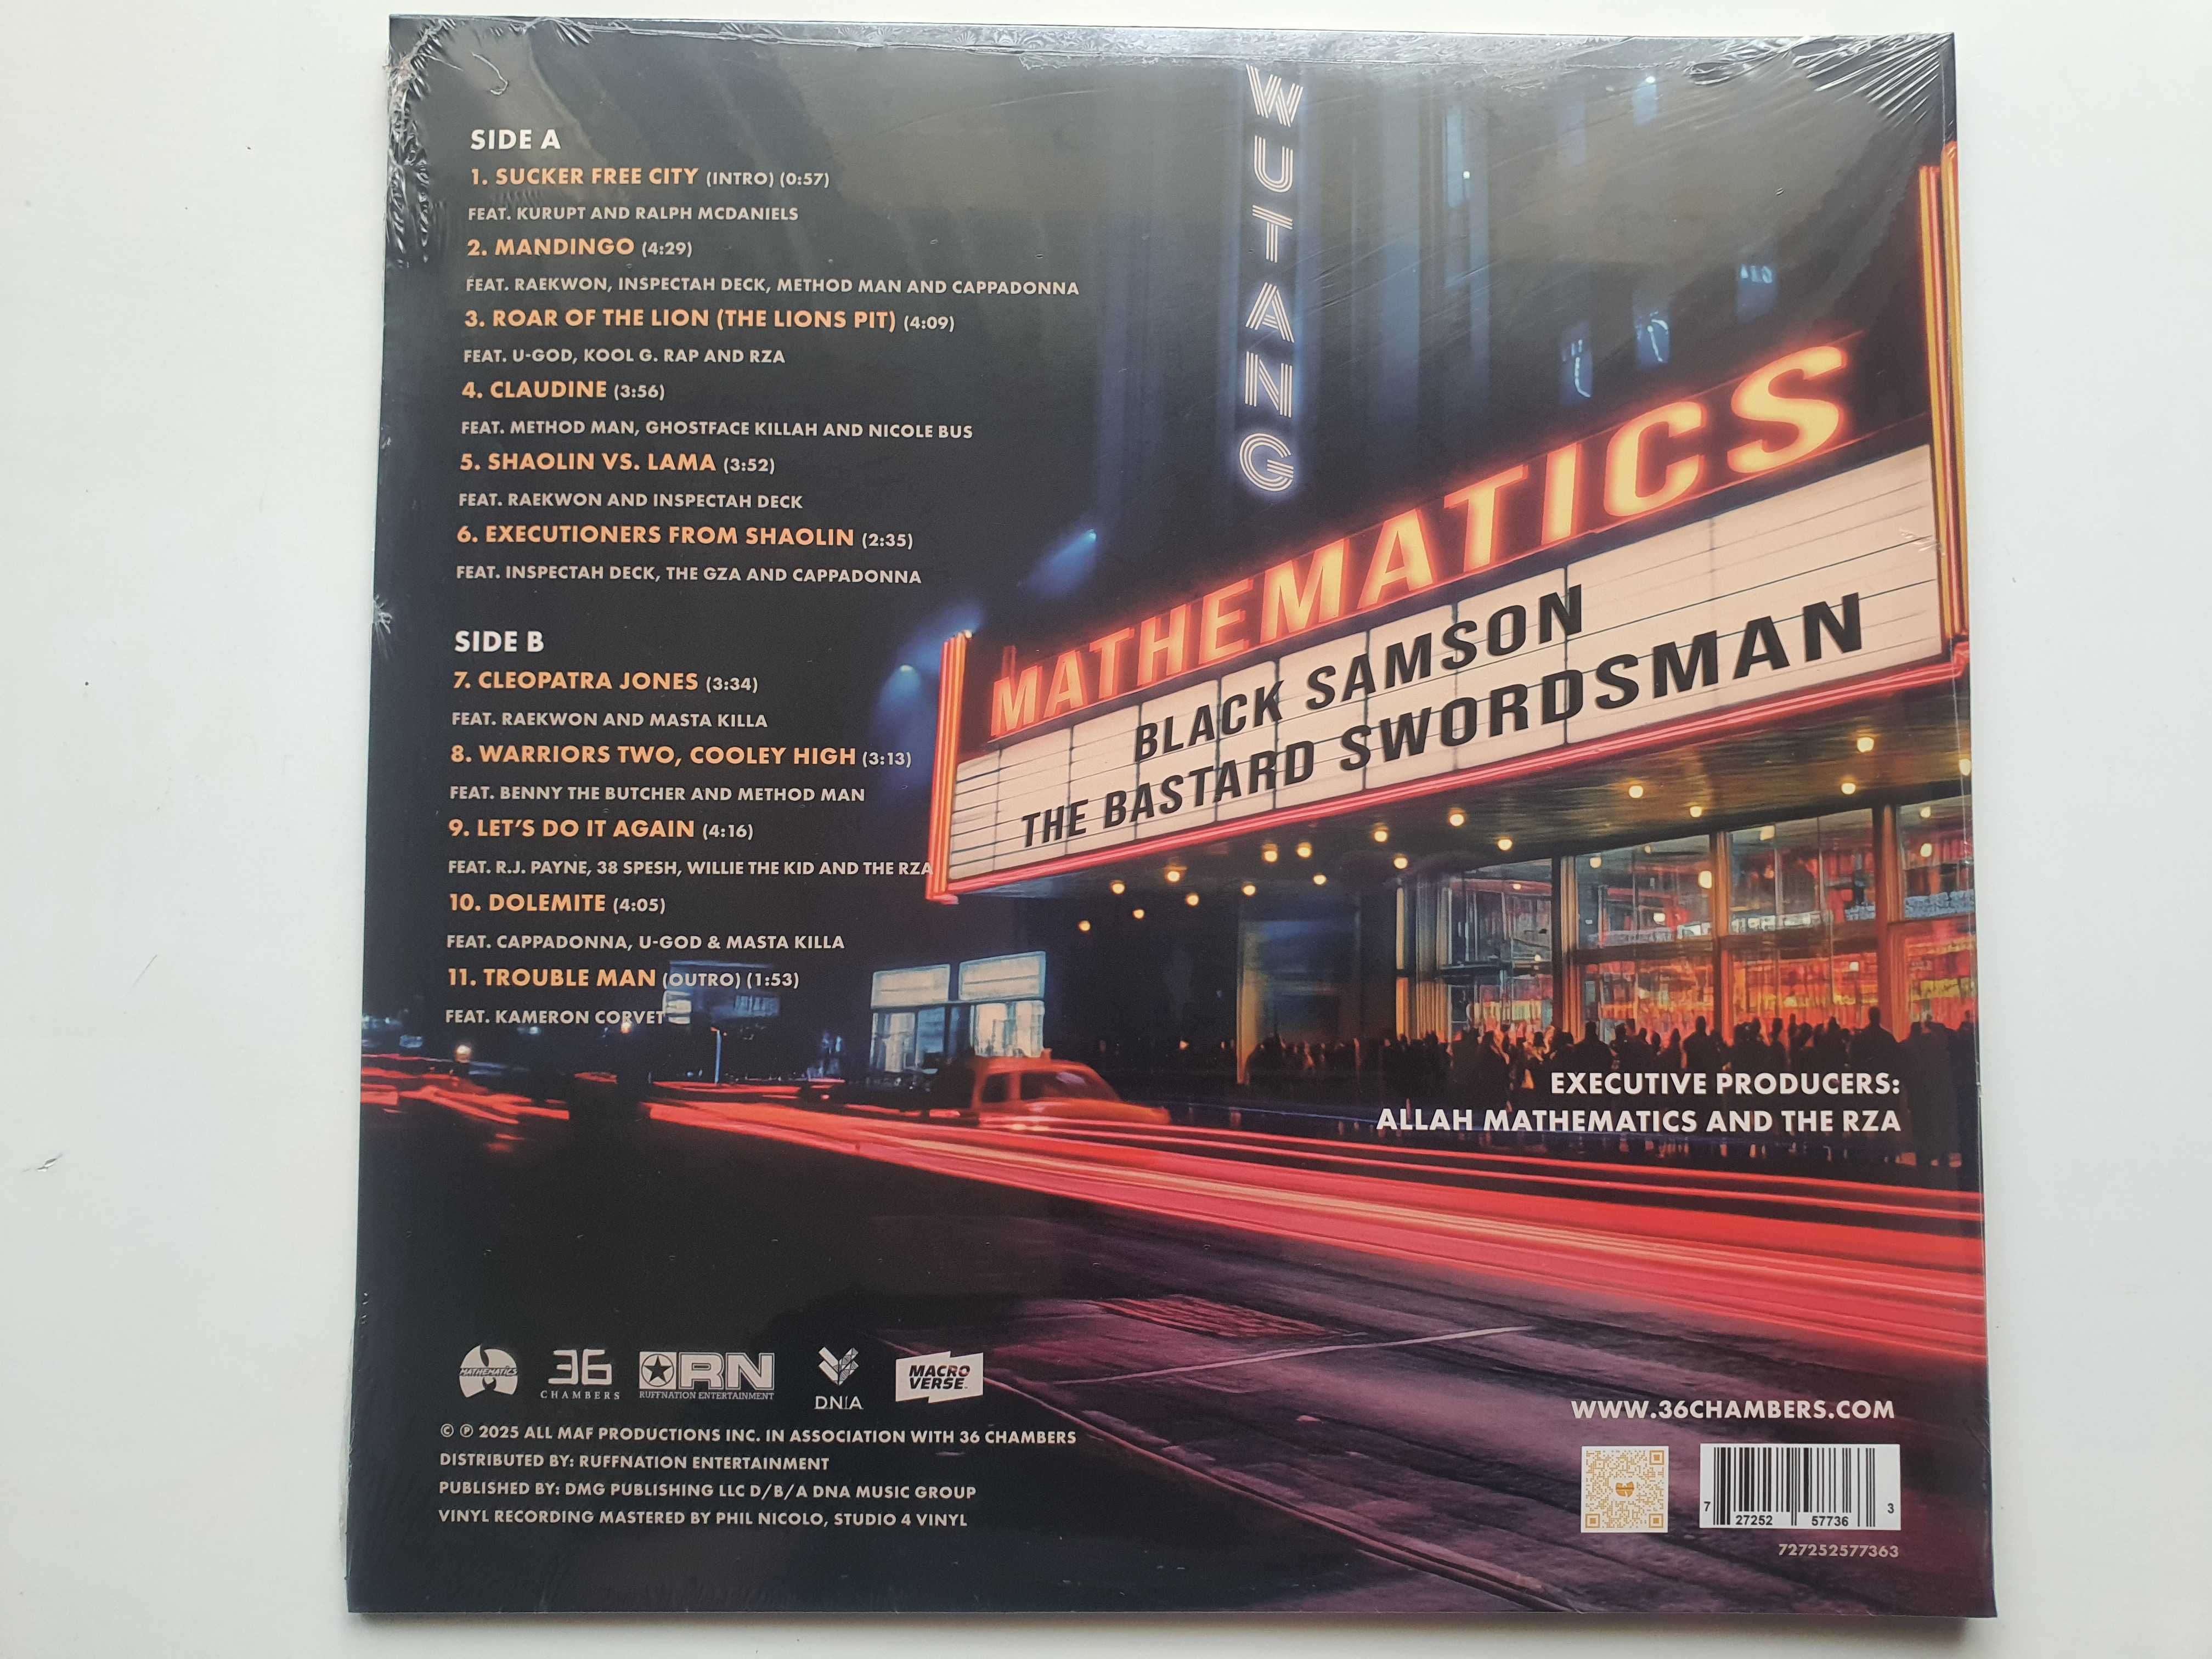 SIDE A
1. SUCKER FREE CITY (INTRO) (0:57)
FEAT. KURUPT AND RALPH MCDANIELS
2. MANDINGO (4:29)
FEAT. RAEKWON, INSPECTAH DECK, METHOD MAN AND CAPPADONNA
3. ROAR OF THE LION (THE LIONS PIT) (4:09)
FEAT. U-GOD, KOOL G. RAP AND RZA
4. CLAUDINE (3:56)
FEAT. METHOD MAN, GHOSTFACE KILLAH AND NICOLE BUS
5. SHAOLIN VS. LAMA (3:52)
FEAT. RAEKWON AND INSPECTAH DECK
6. EXECUTIONERS FROM SHAOLIN (2:35)
FEAT. INSPECTAH DECK, THE GZA AND CAPPADONNA
SIDE B
7. CLEOPATRA JONES (3:34)
FEAT. RAEKWON AND MASTA KILLA
8. WARRIORS TWO, COOLEY HIGH (3:13)
FEAT. BENNY THE BUTCHER AND METHOD MAN
9. LET'S DO IT AGAIN (4:16)
FEAT. R.J. PAYNE, 38 SPESH, WILLIE THE KID AND THE RZA
10. DOLEMITE (4:05)
FEAT. CAPPADONNA, U-GOD & MASTA KILLA
11. TROUBLE MAN (OUTRO) (1:53)
FEAT. KAMERON CORVET
WU TANG
MATHEMATICS
BLACK SAMSON
THE BASTARD SWORDSMAN
EXECUTIVE PRODUCERS:
ALLAH MATHEMATICS AND THE RZA
MATHEMATICS
36
CHAMBERS
RN
RUFFNATION ENTERTAINMENT
DN/A
MACRO
VERSE
© ℗ 2025 ALL MAF PRODUCTIONS INC. IN ASSOCIATION WITH 36 CHAMBERS
DISTRIBUTED BY: RUFFNATION ENTERTAINMENT
PUBLISHED BY: DMG PUBLISHING LLC D/B/A DNA MUSIC GROUP
VINYL RECORDING MASTERED BY PHIL NICOLO, STUDIO 4 VINYL
WWW.36CHAMBERS.COM
7 27252 57736 3
727252577363